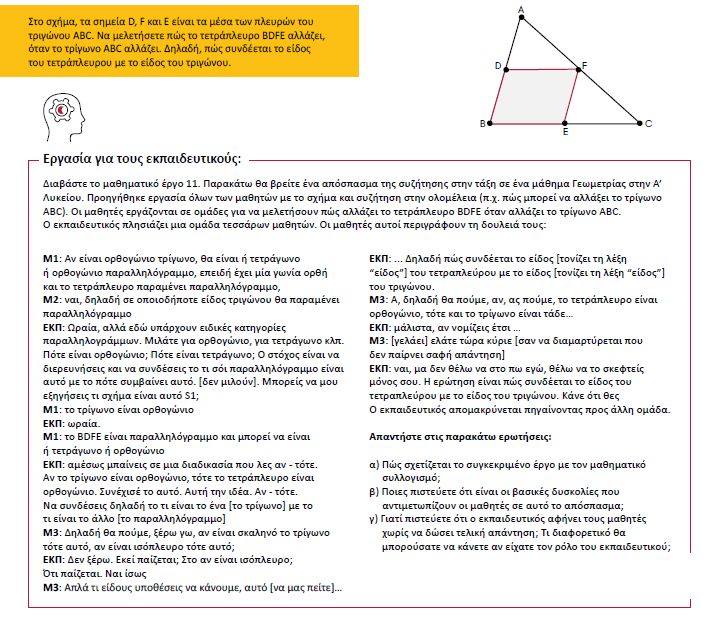 Στο σχήμα, τα σημεία D, F και E είναι τα μέσα των πλευρών του
τριγώνου ABC. Να μελετήσετε πώς το τετράπλευρο BDFE αλλάζει,
όταν το τρίγωνο ABC αλλάζει. Δηλαδή, πώς συνδέεται το είδος
του τετράπλευρου με το είδος του τριγώνου.
A
D
F
B
E
C
Εργασία για τους εκπαιδευτικούς:
Διαβάστε το μαθηματικό έργο 11. Παρακάτω θα βρείτε ένα απόσπασμα της συζήτησης στην τάξη σε ένα μάθημα Γεωμετρίας στην Α’
Λυκείου. Προηγήθηκε εργασία όλων των μαθητών με το σχήμα και συζήτηση στην ολομέλεια (π.χ. πώς μπορεί να αλλάξει το τρίγωνο
ABC). Οι μαθητές εργάζονται σε ομάδες για να μελετήσουν πώς αλλάζει το τετράπλευρο BDFE όταν αλλάζει το τρίγωνο ABC.
Ο εκπαιδευτικός πλησιάζει μια ομάδα τεσσάρων μαθητών. Οι μαθητές αυτοί περιγράφουν τη δουλειά τους:
Μ1: Αν είναι ορθογώνιο τρίγωνο, θα είναι ή τετράγωνο
ή ορθογώνιο παραλληλόγραμμο, επειδή έχει μία γωνία ορθή
και το τετράπλευρο παραμένει παραλληλόγραμμο,
Μ2: ναι, δηλαδή σε οποιοδήποτε είδος τριγώνου θα παραμένει
παραλληλόγραμμο
ΕΚΠ: Ωραία, αλλά εδώ υπάρχουν ειδικές κατηγορίες
παραλληλογράμμων. Μιλάτε για ορθογώνιο, για τετράγωνο κλπ.
Πότε είναι ορθογώνιο; Πότε είναι τετράγωνο; Ο στόχος είναι να
διερευνήσεις και να συνδέσεις το τι σόι παραλληλόγραμμο είναι
αυτό με το πότε συμβαίνει αυτό. [δεν μιλούν]. Μπορείς να μου
εξηγήσεις τι σχήμα είναι αυτό S1;
Μ1: το τρίγωνο είναι ορθογώνιο
ΕΚΠ: ωραία.
Μ1: το BDFE είναι παραλληλόγραμμο και μπορεί να είναι
ή τετράγωνο ή ορθογώνιο
ΕΚΠ: αμέσως μπαίνεις σε μια διαδικασία που λες αν - τότε.
Αν το τρίγωνο είναι ορθογώνιο, τότε το τετράπλευρο είναι
ορθογώνιο. Συνέχισέ το αυτό. Αυτή την ιδέα. Αν - τότε.
Να συνδέσεις δηλαδή το τι είναι το ένα [το τρίγωνο] με το
τι είναι το άλλο [το παραλληλόγραμμο]
Μ3: Δηλαδή θα πούμε, ξέρω γω, αν είναι σκαληνό το τρίγωνο
τότε αυτό, αν είναι ισόπλευρο τότε αυτό;
ΕΚΠ: Δεν ξέρω. Εκεί παίζεται; Στο αν είναι ισόπλευρο;
Ότι παίζεται. Ναι ίσως
Μ3: Απλά τι είδους υποθέσεις να κάνουμε, αυτό [να μας πείτε]...
ΕΚΠ: ... Δηλαδή πώς συνδέεται το είδος [τονίζει τη λέξη
“είδος”] του τετραπλεύρου με το είδος [τονίζει τη λέξη “είδος”]
του τριγώνου.
Μ3: Α, δηλαδή θα πούμε, αν, ας πούμε, το τετράπλευρο είναι
ορθογώνιο, τότε και το τρίγωνο είναι τάδε...
ΕΚΠ: μάλιστα, αν νομίζεις έτσι ...
Μ3: [γελάει] ελάτε τώρα κύριε [σαν να διαμαρτύρεται που
δεν παίρνει σαφή απάντηση]
ΕΚΠ: ναι, μα δεν θέλω να στο πω εγώ, θέλω να το σκεφτείς
μόνος σου. Η ερώτηση είναι πώς συνδέεται το είδος του
τετραπλεύρου με το είδος του τριγώνου. Κάνε ότι θες
Ο εκπαιδευτικός απομακρύνεται πηγαίνοντας προς άλλη ομάδα.
Απαντήστε στις παρακάτω ερωτήσεις:
α) Πώς σχετίζεται το συγκεκριμένο έργο με τον μαθηματικό
συλλογισμό;
β) Ποιες πιστεύετε ότι είναι οι βασικές δυσκολίες που
αντιμετωπίζουν οι μαθητές σε αυτό το απόσπασμα;
γ) Γιατί πιστεύετε ότι ο εκπαιδευτικός αφήνει τους μαθητές
χωρίς να δώσει τελική απάντηση; Τι διαφορετικό θα
μπορούσατε να κάνετε αν είχατε τον ρόλο του εκπαιδευτικού;